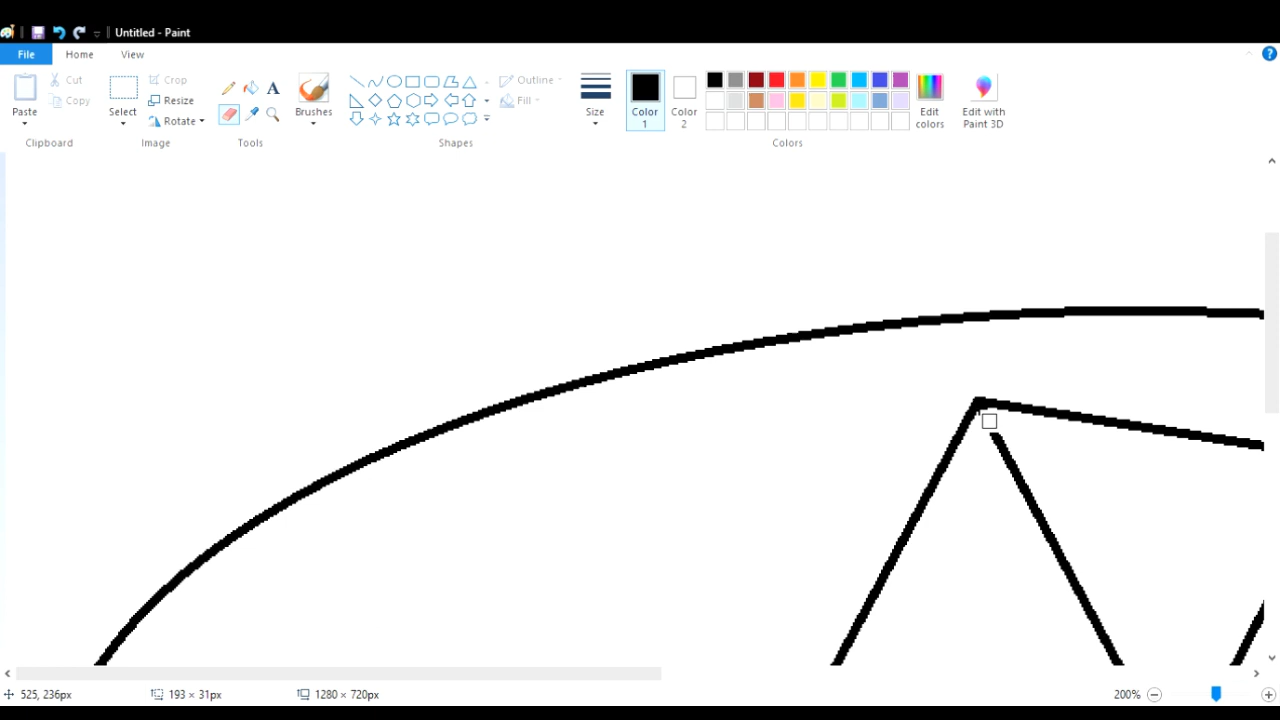 Untitled - Paint
File Home View
Paste
Cut
Copy
Clipboard
Select
Crop
Resize
Rotate
Image
Tools
Brushes
Shapes
Outline
Fill
Size
Color 1
Color 2
Colors
Edit colors
Edit with Paint 3D
525, 236px 193 × 31px 1280 × 720px 200%